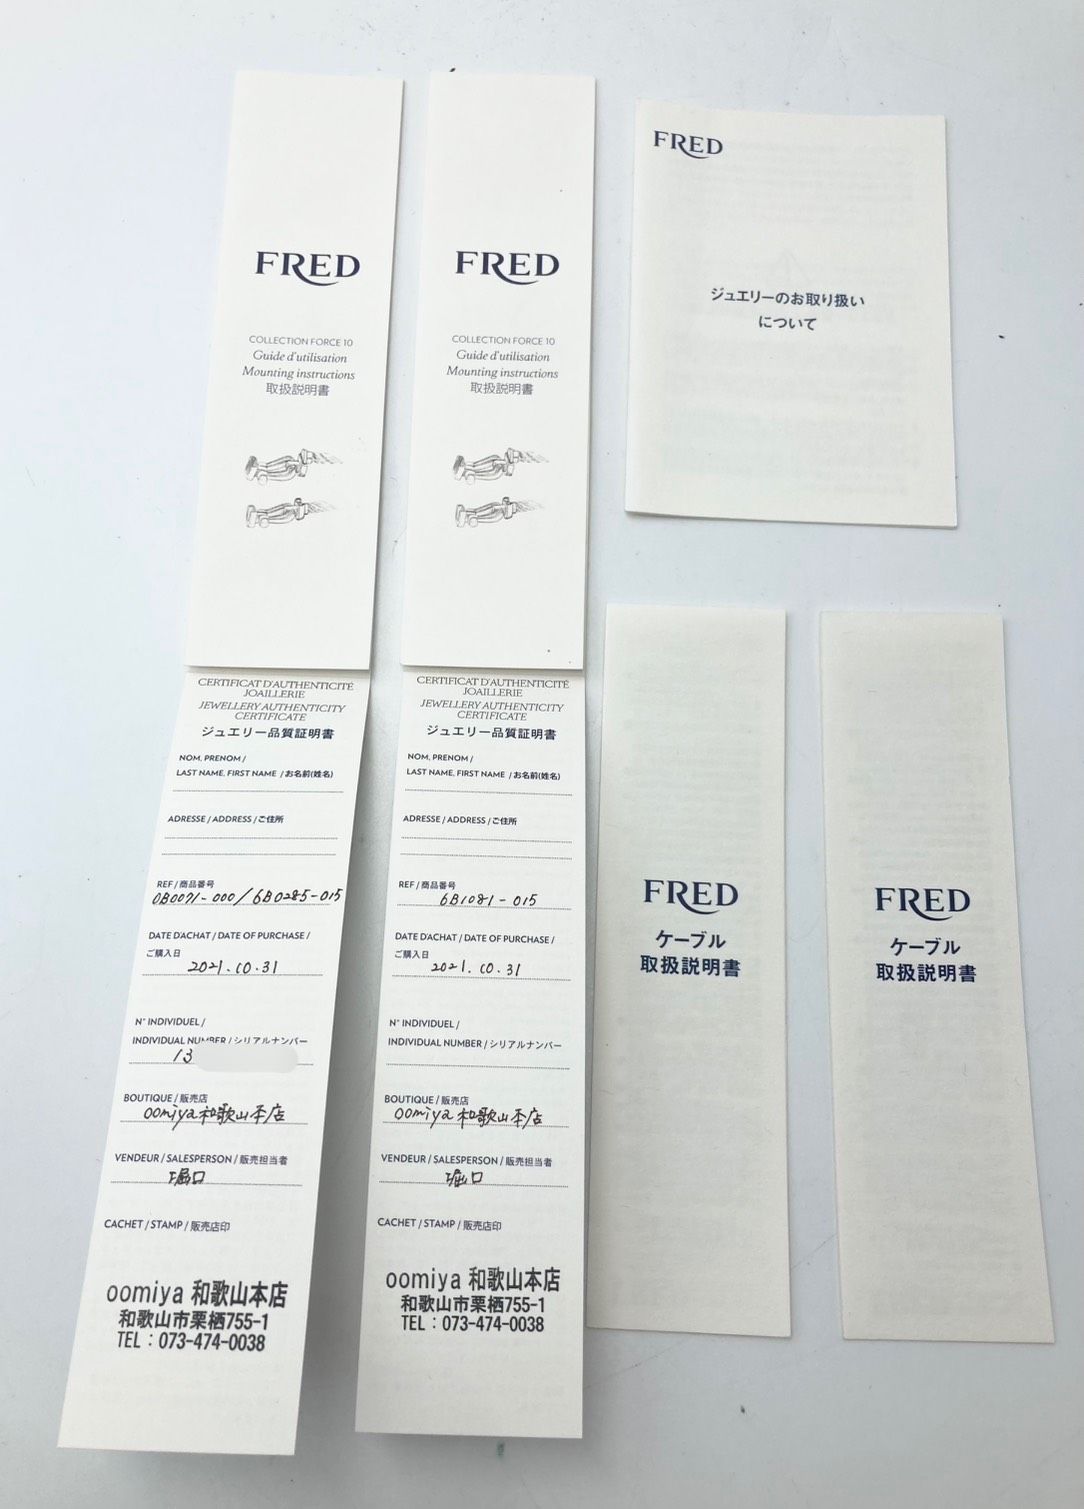 FRED
COLLECTION FORCE 10
Guide d'utilisation
Mounting instructions
取扱説明書
CERTIFICAT D'AUTHENTICITÉ
JOAILLERIE
JEWELLERY AUTHENTICITY
CERTIFICATE
ジュエリー品質証明書
NOM, PRENOM /
LAST NAME, FIRST NAME / お名前(姓名)
ADRESSE / ADDRESS / ご住所
REF / 商品番号
0B0071-000 / 6B0285-015
DATE D'ACHAT / DATE OF PURCHASE /
ご購入日
2021.10.31
N° INDIVIDUEL /
INDIVIDUAL NUMBER / シリアルナンバー
13
BOUTIQUE / 販売店
oomiya 和歌山本店
VENDEUR / SALESPERSON / 販売担当者
堀口
CACHET / STAMP / 販売店印
oomiya 和歌山本店
和歌山市栗栖755-1
TEL：073-474-0038
FRED
COLLECTION FORCE 10
Guide d'utilisation
Mounting instructions
取扱説明書
CERTIFICAT D'AUTHENTICITÉ
JOAILLERIE
JEWELLERY AUTHENTICITY
CERTIFICATE
ジュエリー品質証明書
NOM, PRENOM /
LAST NAME, FIRST NAME / お名前(姓名)
ADRESSE / ADDRESS / ご住所
REF / 商品番号
6B1081-015
DATE D'ACHAT / DATE OF PURCHASE /
ご購入日
2021.10.31
N° INDIVIDUEL /
INDIVIDUAL NUMBER / シリアルナンバー
BOUTIQUE / 販売店
oomiya 和歌山本店
VENDEUR / SALESPERSON / 販売担当者
堀口
CACHET / STAMP / 販売店印
oomiya 和歌山本店
和歌山市栗栖755-1
TEL：073-474-0038
FRED
ジュエリーのお取り扱い
について
FRED
ケーブル
取扱説明書
FRED
ケーブル
取扱説明書